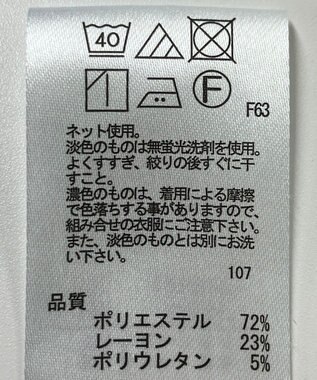 40
F
F63
ネット使用。
淡色のものは無蛍光洗剤を使用。
よくすすぎ、絞りの後すぐに干
すこと。
濃色のものは、着用による摩擦
で色落ちする事がありますので、
組み合せの衣服にご注意下さい。
また、淡色のものとは別にお洗
い下さい。
107
品質
ポリエステル 72%
レーヨン 23%
ポリウレタン 5%